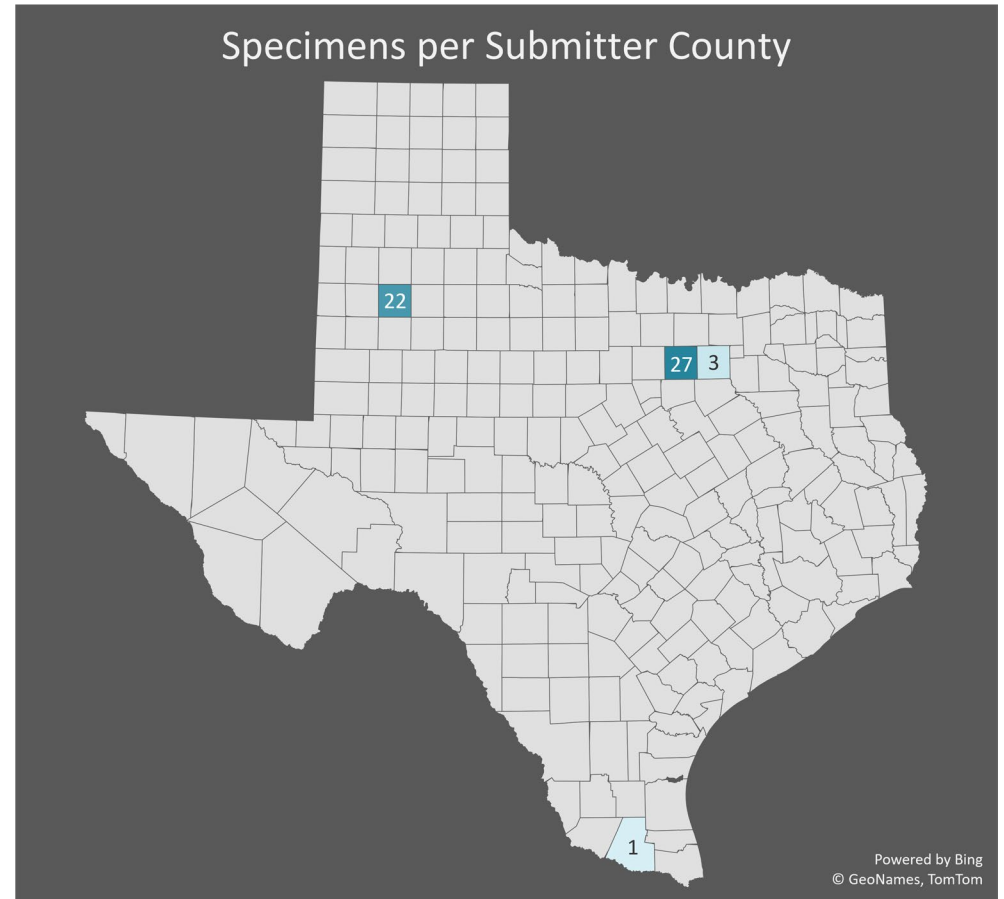 Specimens per Submitter County
22
27 3
1
Powered by Bing
© GeoNames, TomTom